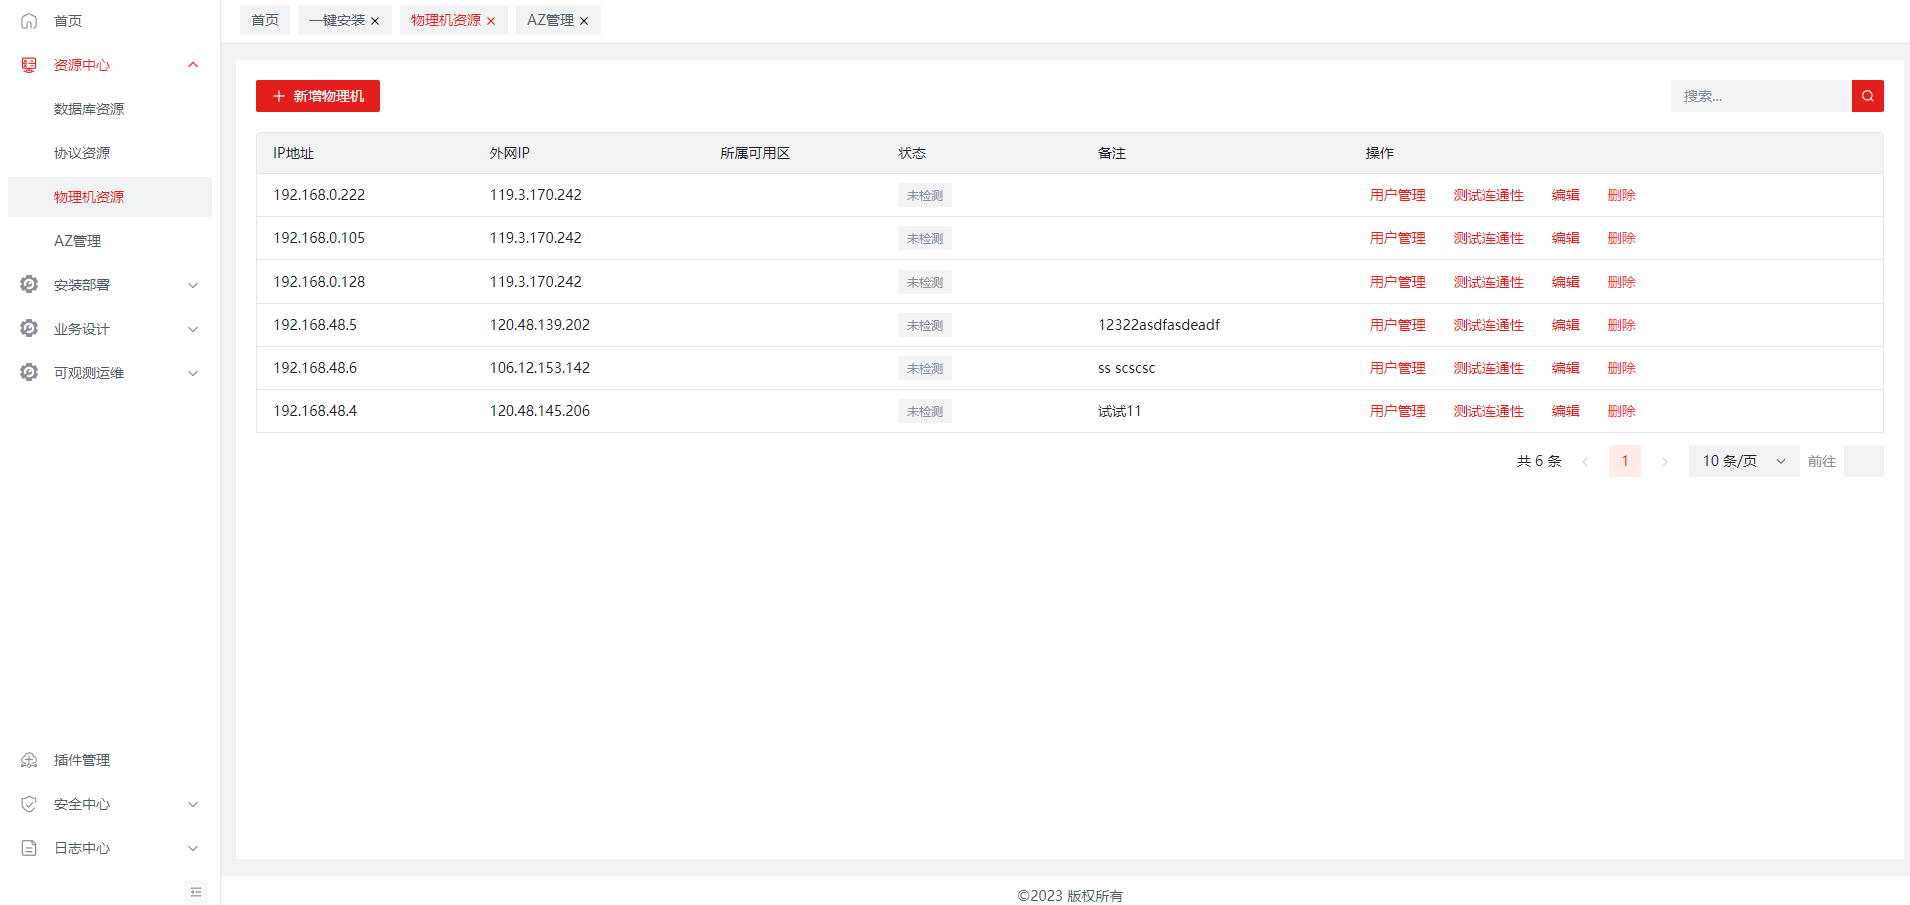 首页
资源中心
数据库资源
协议资源
物理机资源
AZ管理
安装部署
业务设计
可观测运维
插件管理
安全中心
日志中心
首页 一键安装 物理机资源 AZ管理
新增物理机 搜索...
IP地址 外网IP 所属可用区 状态 备注 操作
192.168.0.222 119.3.170.242 未检测 用户管理 测试连通性 编辑 删除
192.168.0.105 119.3.170.242 未检测 用户管理 测试连通性 编辑 删除
192.168.0.128 119.3.170.242 未检测 用户管理 测试连通性 编辑 删除
192.168.48.5 120.48.139.202 未检测 12322asdfasdeadf 用户管理 测试连通性 编辑 删除
192.168.48.6 106.12.153.142 未检测 ss scscsc 用户管理 测试连通性 编辑 删除
192.168.48.4 120.48.145.206 未检测 试试11 用户管理 测试连通性 编辑 删除
共 6 条 1 10 条/页 前往
©2023 版权所有